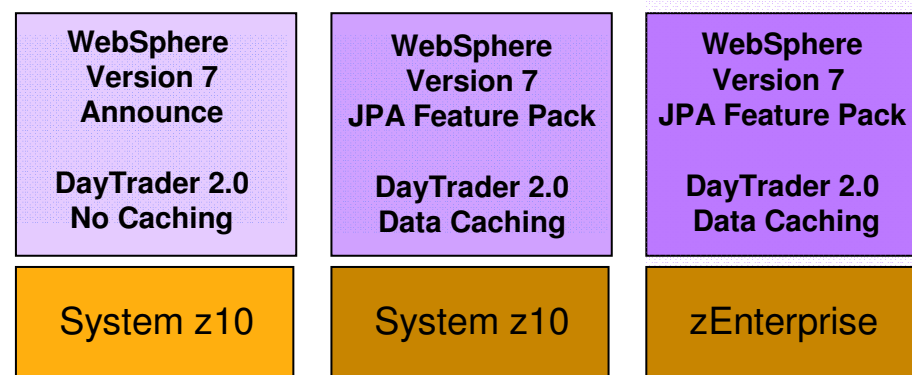 WebSphere
Version 7
Announce
DayTrader 2.0
No Caching
WebSphere
Version 7
JPA Feature Pack
DayTrader 2.0
Data Caching
WebSphere
Version 7
JPA Feature Pack
DayTrader 2.0
Data Caching
System z10
System z10
zEnterprise